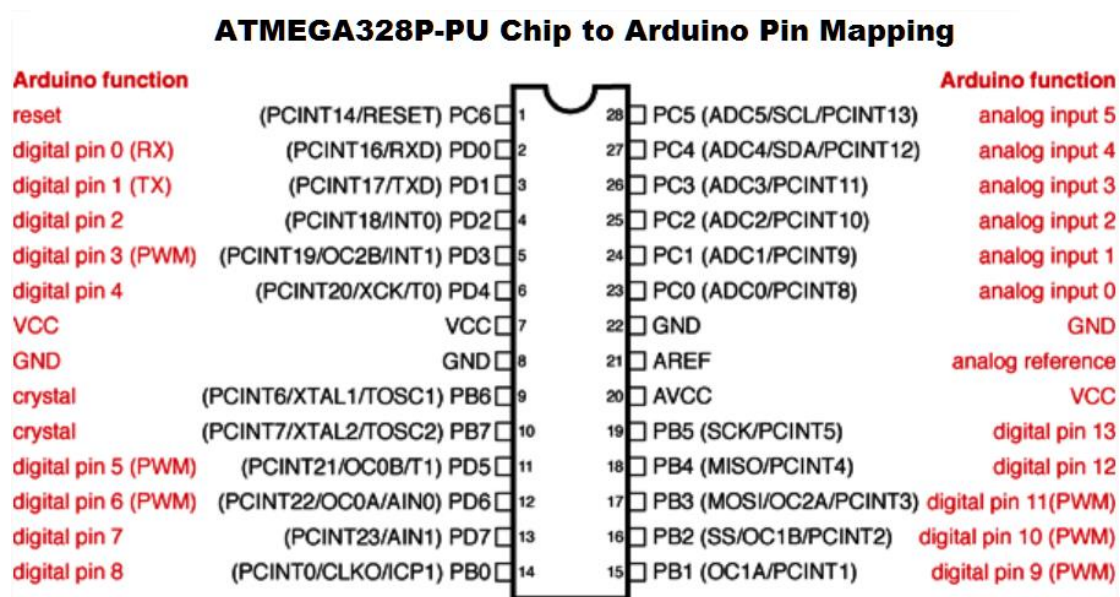 ATMEGA328P-PU Chip to Arduino Pin Mapping
Arduino function Arduino function
reset (PCINT14/RESET) PC6 1 28 PC5 (ADC5/SCL/PCINT13) analog input 5
digital pin 0 (RX) (PCINT16/RXD) PD0 2 27 PC4 (ADC4/SDA/PCINT12) analog input 4
digital pin 1 (TX) (PCINT17/TXD) PD1 3 26 PC3 (ADC3/PCINT11) analog input 3
digital pin 2 (PCINT18/INT0) PD2 4 25 PC2 (ADC2/PCINT10) analog input 2
digital pin 3 (PWM) (PCINT19/OC2B/INT1) PD3 5 24 PC1 (ADC1/PCINT9) analog input 1
digital pin 4 (PCINT20/XCK/T0) PD4 6 23 PC0 (ADC0/PCINT8) analog input 0
VCC VCC 7 22 GND GND
GND GND 8 21 AREF analog reference
crystal (PCINT6/XTAL1/TOSC1) PB6 9 20 AVCC VCC
crystal (PCINT7/XTAL2/TOSC2) PB7 10 19 PB5 (SCK/PCINT5) digital pin 13
digital pin 5 (PWM) (PCINT21/OC0B/T1) PD5 11 18 PB4 (MISO/PCINT4) digital pin 12
digital pin 6 (PWM) (PCINT22/OC0A/AIN0) PD6 12 17 PB3 (MOSI/OC2A/PCINT3) digital pin 11(PWM)
digital pin 7 (PCINT23/AIN1) PD7 13 16 PB2 (SS/OC1B/PCINT2) digital pin 10 (PWM)
digital pin 8 (PCINT0/CLKO/ICP1) PB0 14 15 PB1 (OC1A/PCINT1) digital pin 9 (PWM)